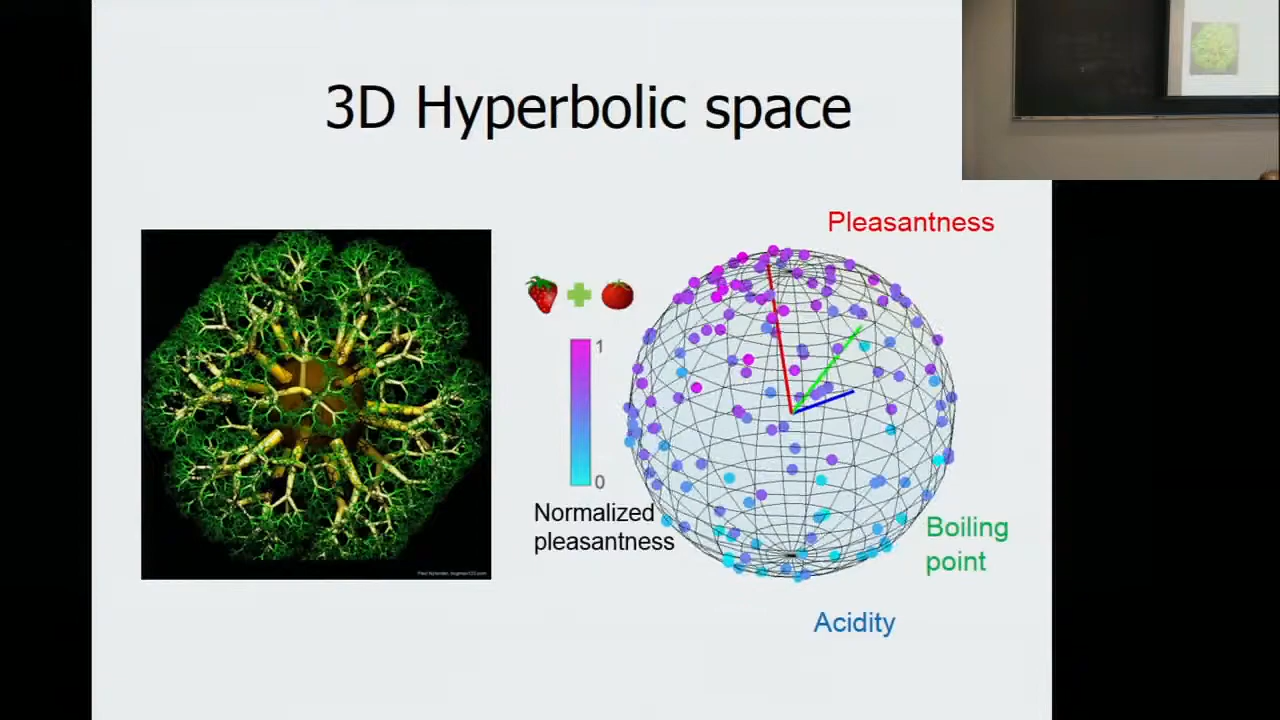 3D Hyperbolic space
Pleasantness
1
0
Normalized
pleasantness
Boiling
point
Acidity